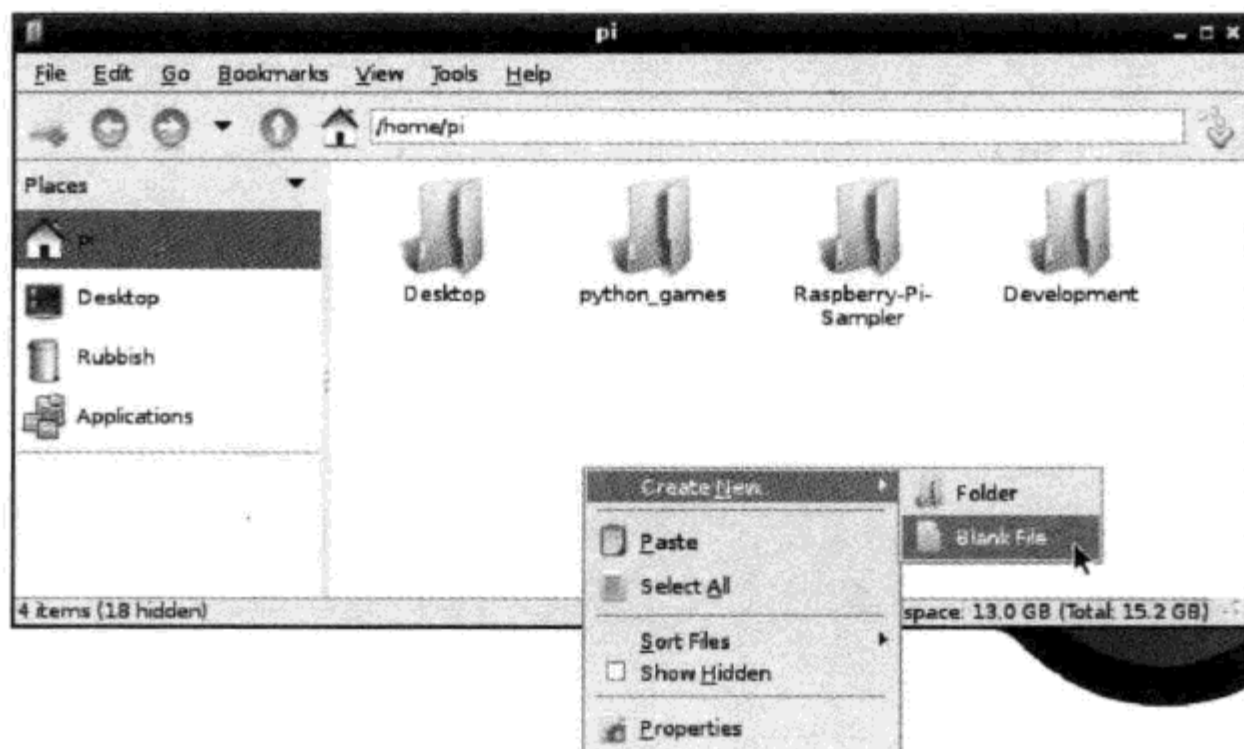 pi
File Edit Go Bookmarks View Tools Help
/home/pi
Places
pi
Desktop
Rubbish
Applications
Desktop python_games Raspberry-Pi- Development
Sampler
Create New
Folder
Blank File
Paste
Select All
Sort Files
Show Hidden
Properties
4 items (18 hidden)
space: 13.0 GB (Total: 15.2 GB)